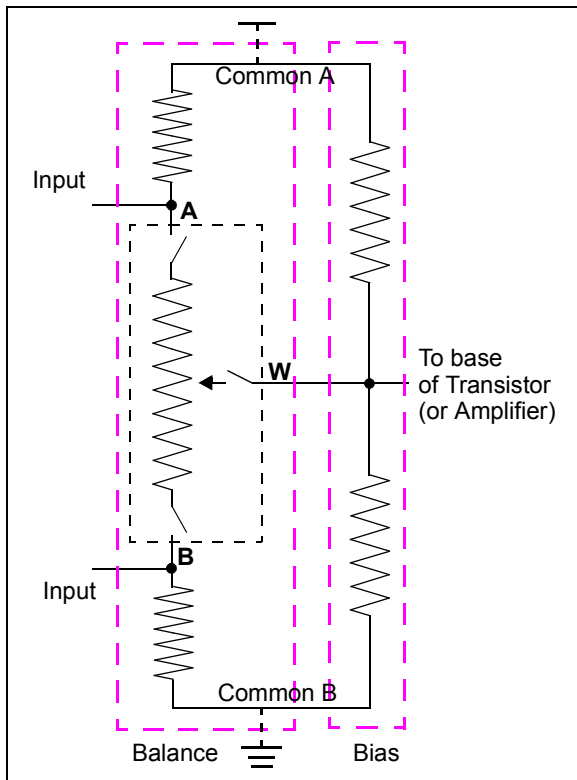 Common A
Input
A
W
To base
of Transistor
(or Amplifier)
B
Input
Common B
Balance
Bias